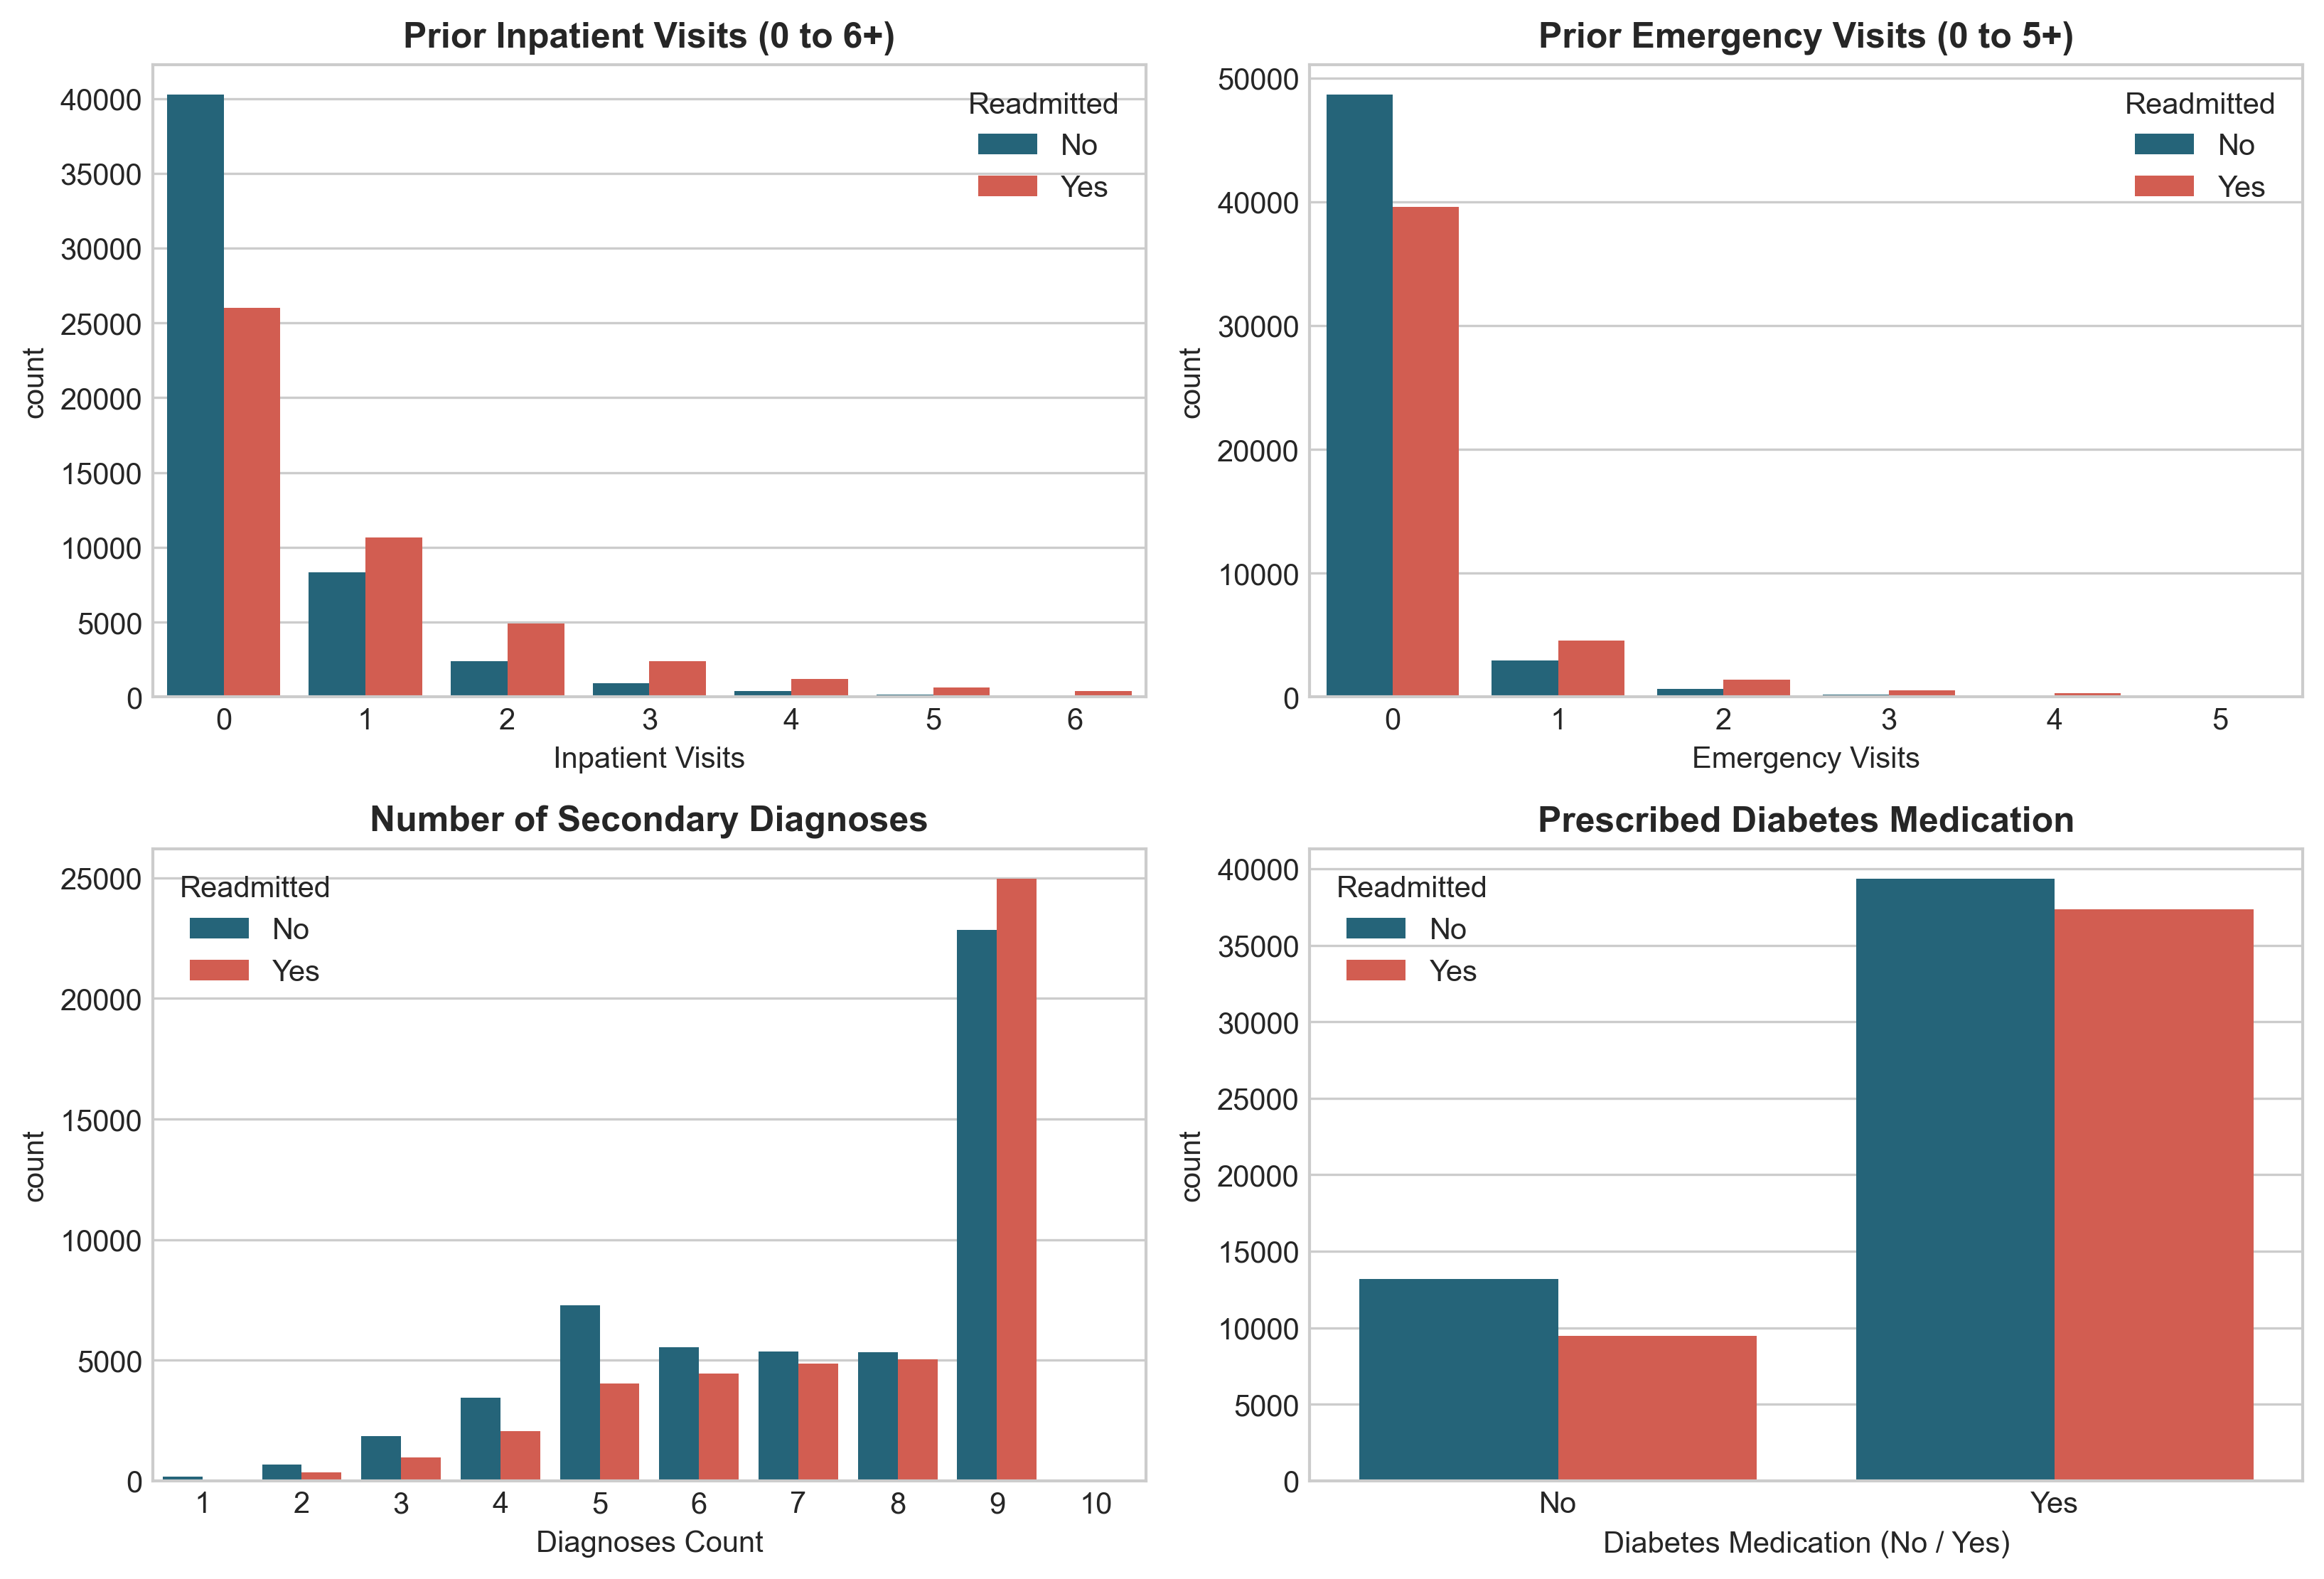 Prior Inpatient Visits (0 to 6+)
40000
35000
30000
25000
20000
15000
10000
5000
0
count
Readmitted
No
Yes
0 1 2 3 4 5 6
Inpatient Visits
Prior Emergency Visits (0 to 5+)
50000
40000
30000
20000
10000
0
count
Readmitted
No
Yes
0 1 2 3 4 5
Emergency Visits
Number of Secondary Diagnoses
25000
20000
15000
10000
5000
0
count
Readmitted
No
Yes
1 2 3 4 5 6 7 8 9 10
Diagnoses Count
Prescribed Diabetes Medication
40000
35000
30000
25000
20000
15000
10000
5000
0
count
Readmitted
No
Yes
No Yes
Diabetes Medication (No / Yes)